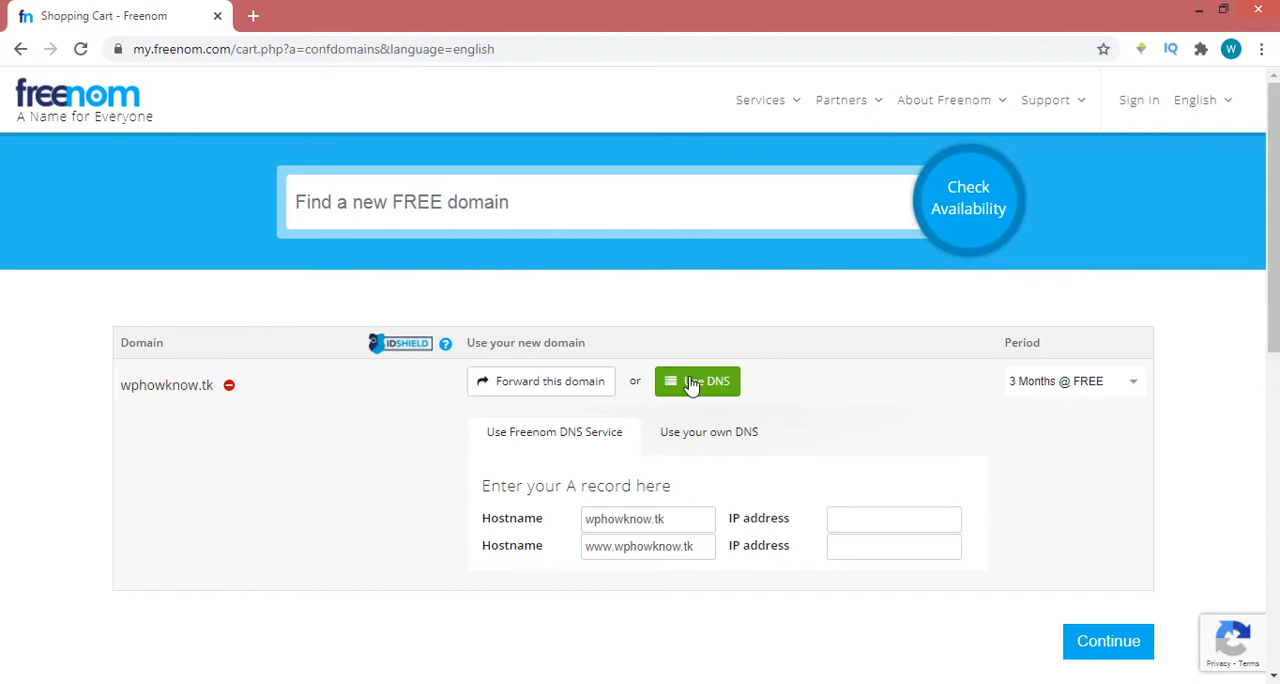 Shopping Cart - Freenom
my.freenom.com/cart.php?a=confdomains&language=english
IQ
W
freenom
A Name for Everyone
Services
Partners
About Freenom
Support
Sign in
English
Find a new FREE domain
Check
Availability
Domain
IDSHIELD
?
Use your new domain
Period
wphowknow.tk
Forward this domain
or
DNS
3 Months @ FREE
Use Freenom DNS Service
Use your own DNS
Enter your A record here
Hostname wphowknow.tk IP address
Hostname www.wphowknow.tk IP address
Continue
Privacy - Terms